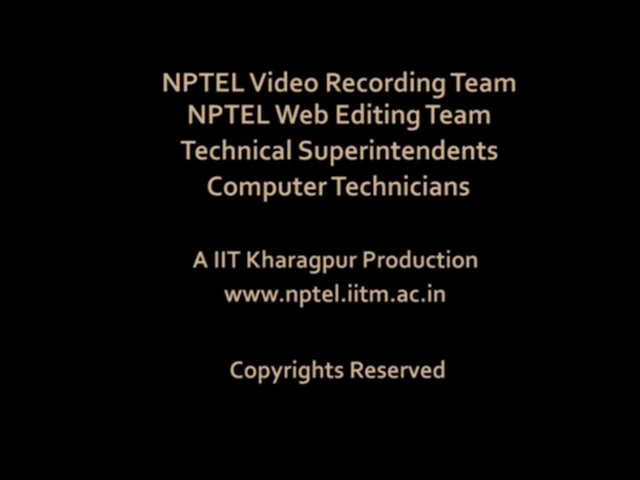 NPTEL Video Recording Team
NPTEL Web Editing Team
Technical Superintendents
Computer Technicians
A IIT Kharagpur Production
www.nptel.iitm.ac.in
Copyrights Reserved